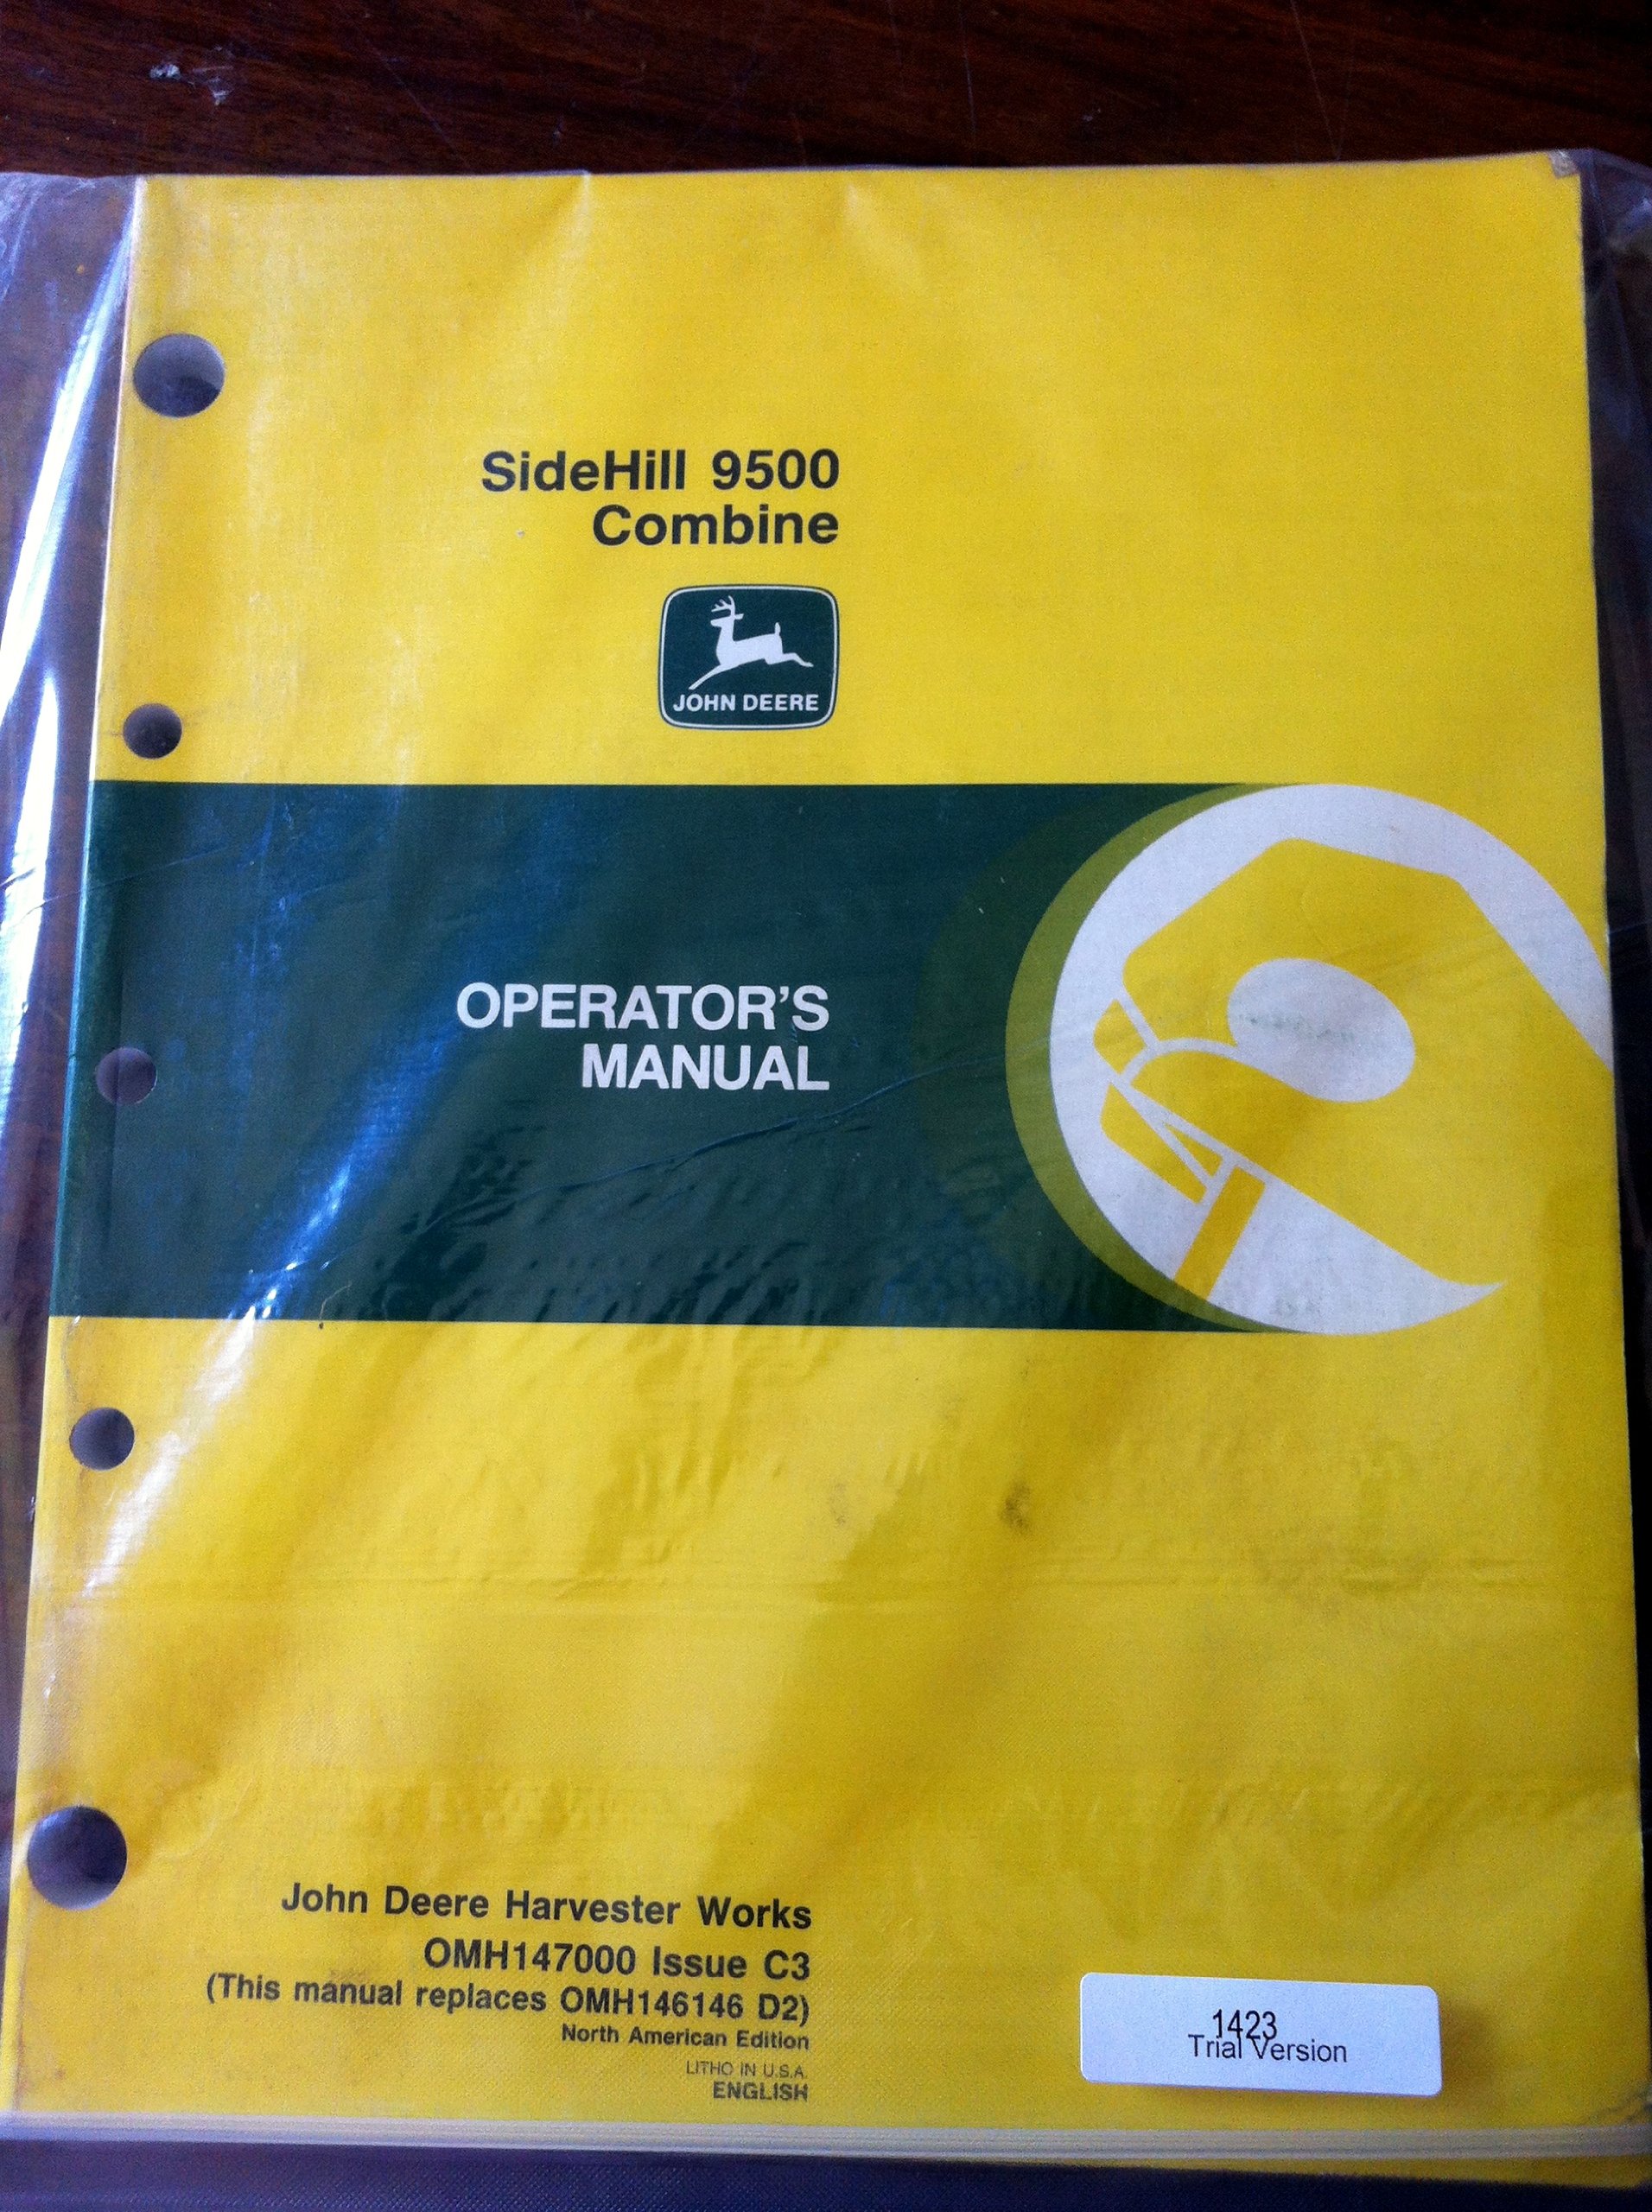 SideHill 9500
Combine
JOHN DEERE
OPERATOR'S
MANUAL
John Deere Harvester Works
OMH147000 Issue C3
(This manual replaces OMH146146 D2)
North American Edition
LITHO IN U.S.A.
ENGLISH
1423
Trial Version